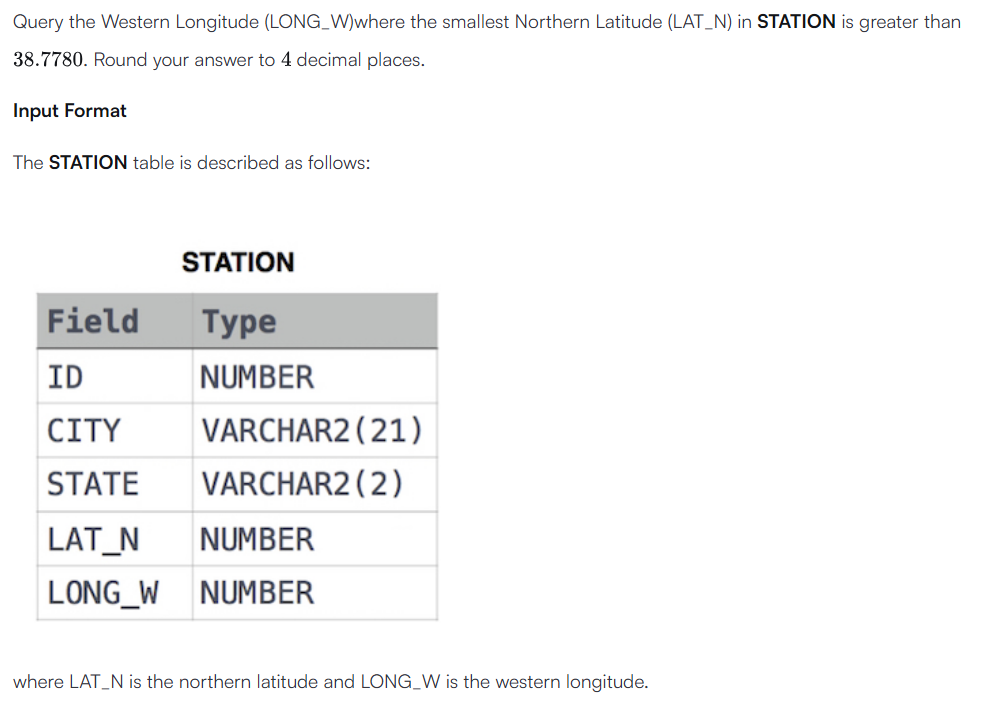 Query the Western Longitude (LONG_W)where the smallest Northern Latitude (LAT_N) in STATION is greater than
38.7780. Round your answer to 4 decimal places.
Input Format
The STATION table is described as follows:
STATION
Field Type
ID NUMBER
CITY VARCHAR2(21)
STATE VARCHAR2(2)
LAT_N NUMBER
LONG_W NUMBER
where LAT_N is the northern latitude and LONG_W is the western longitude.